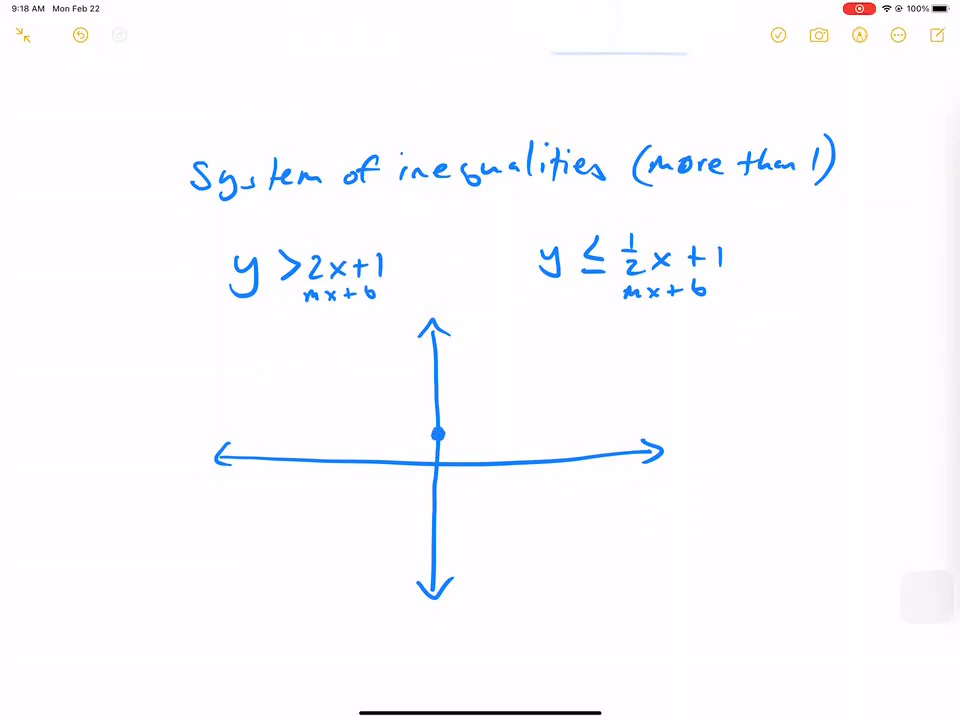 9:18 AM Mon Feb 22 100%
System of inequalities (more than 1)
y > 2x+1 y ≤ 1/2 x + 1
mx+b mx+b